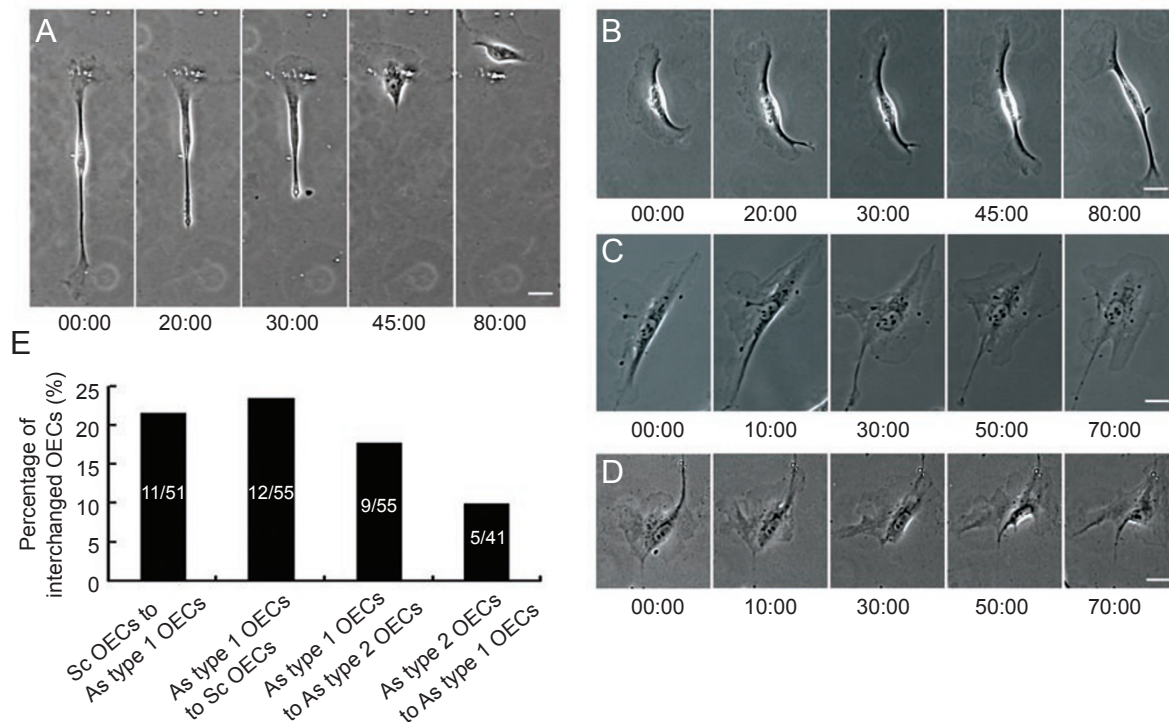 A
00:00 20:00 30:00 45:00 80:00
B
00:00 20:00 30:00 45:00 80:00
C
00:00 10:00 30:00 50:00 70:00
D
00:00 10:00 30:00 50:00 70:00
E
Percentage of
interchanged OECs (%)
25
20
15
10
5
0
11/51
12/55
9/55
5/41
Sc OECs to
As type 1 OECs
As type 1 OECs
to Sc OECs
As type 1 OECs
to As type 2 OECs
As type 2 OECs
to As type 1 OECs